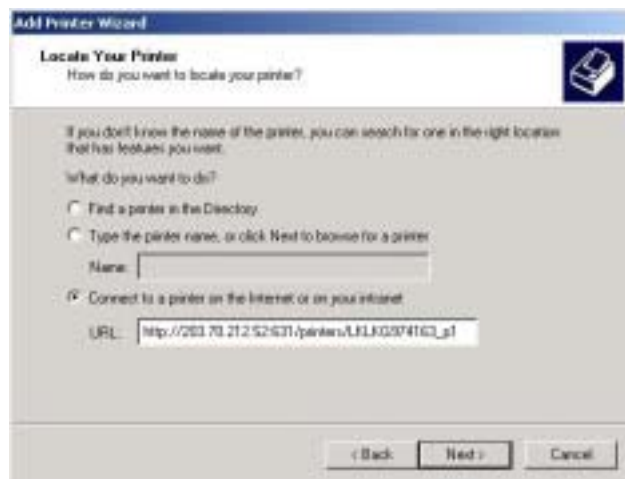 Add Printer Wizard
Locate Your Printer
How do you want to locate your printer?
If you don't know the name of the printer, you can search for one in the right location
that has features you want.
What do you want to do?
Find a printer in the Directory
Type the printer name, or click Next to browse for a printer
Name:
Connect to a printer on the Internet or on your intranet
URL:
< Back
Next >
Cancel